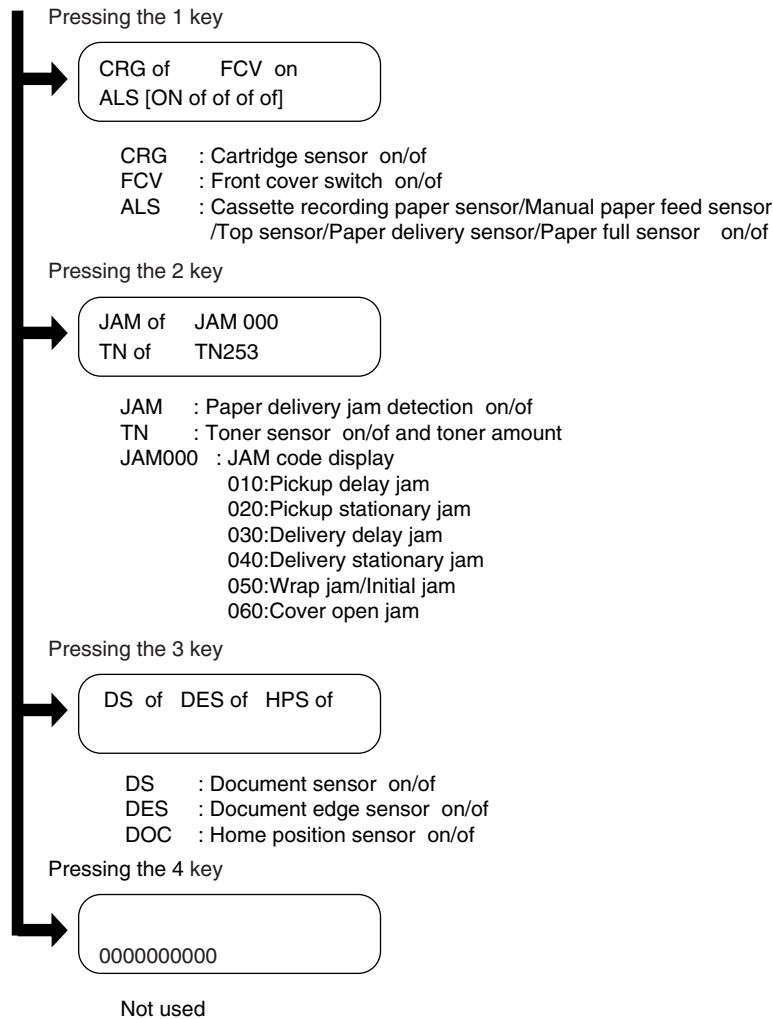 Pressing the 1 key
CRG of FCV on
ALS [ON of of of of]
CRG : Cartridge sensor on/of
FCV : Front cover switch on/of
ALS : Cassette recording paper sensor/Manual paper feed sensor
/Top sensor/Paper delivery sensor/Paper full sensor on/of
Pressing the 2 key
JAM of JAM 000
TN of TN253
JAM : Paper delivery jam detection on/of
TN : Toner sensor on/of and toner amount
JAM000 : JAM code display
010:Pickup delay jam
020:Pickup stationary jam
030:Delivery delay jam
040:Delivery stationary jam
050:Wrap jam/Initial jam
060:Cover open jam
Pressing the 3 key
DS of DES of HPS of
DS : Document sensor on/of
DES : Document edge sensor on/of
DOC : Home position sensor on/of
Pressing the 4 key
0000000000
Not used